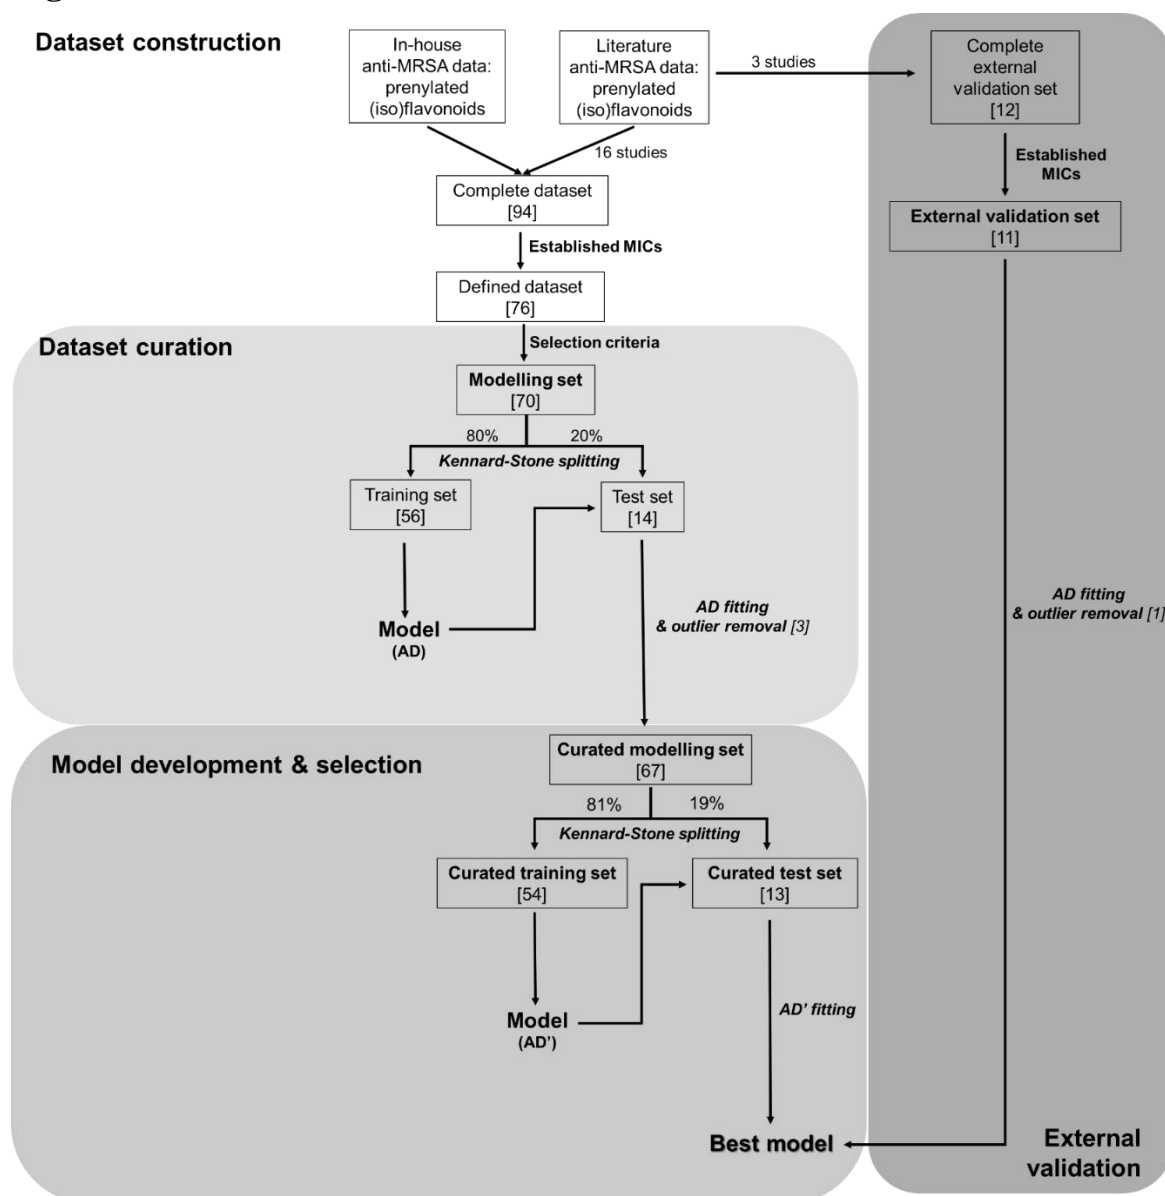 Dataset construction
In-house
anti-MRSA data:
prenylated
(iso)flavonoids
Literature
anti-MRSA data:
prenylated
(iso)flavonoids
3 studies
Complete
external
validation set
[12]
16 studies
Established
MICs
Complete dataset
[94]
External validation set
[11]
Established MICs
Defined dataset
[76]
Dataset curation
Selection criteria
Modelling set
[70]
80%
20%
Kennard-Stone splitting
Training set
[56]
Test set
[14]
AD fitting
& outlier removal [3]
AD fitting
& outlier removal [1]
Model
(AD)
Model development & selection
Curated modelling set
[67]
81%
19%
Kennard-Stone splitting
Curated training set
[54]
Curated test set
[13]
Model
(AD')
AD' fitting
Best model
External
validation